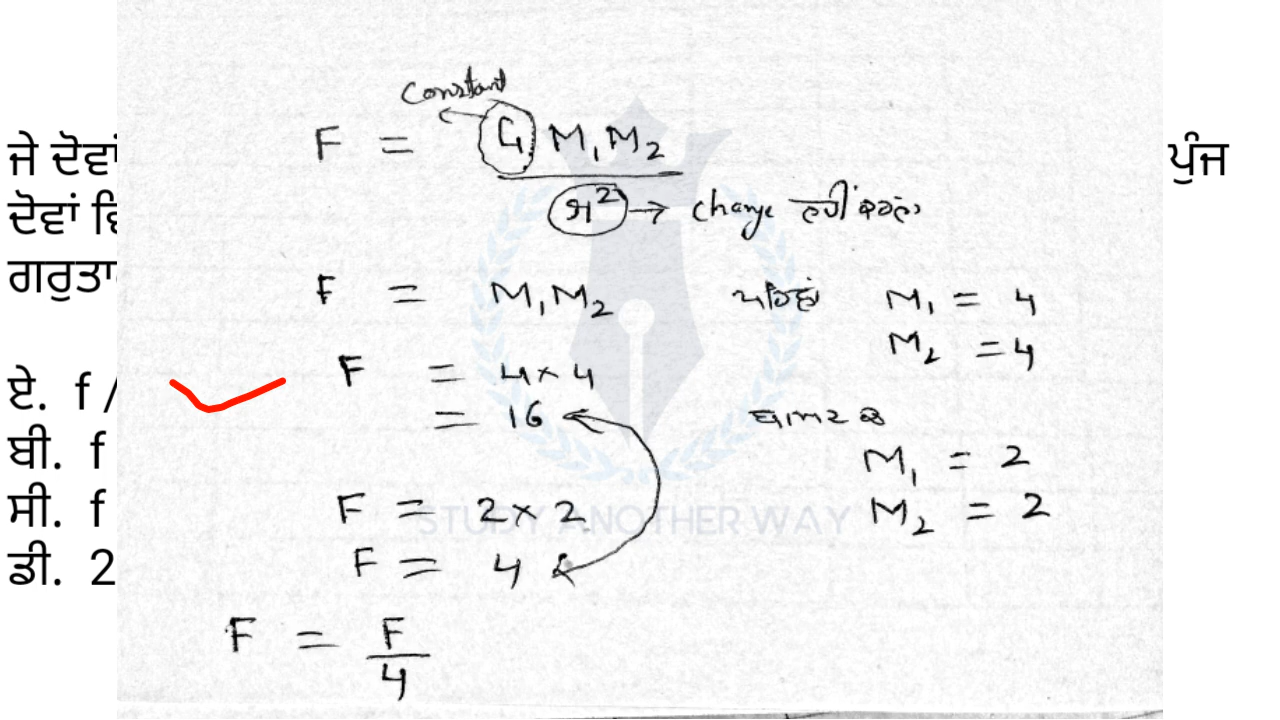 Constant
F = G M₁M₂
r² → Change ਨਹੀਂ ਕਰਨਾ
F = M₁M₂ ਪਹਿਲਾਂ M₁ = 4
M₂ = 4
F = 4×4
= 16 ਬਾਅਦ ਚ
M₁ = 2
F = 2×2 M₂ = 2
STUDY ANOTHER WAY
F = 4
F = F
4
ਜੇ ਪੁੰਜ
ਦੋਵਾਂ
ਏ. f /
ਬੀ. f
ਸੀ. f
ਡੀ. 2